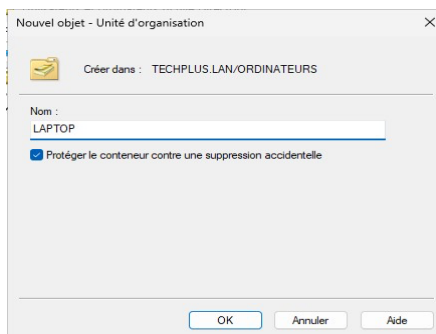 Nouvel objet - Unité d'organisation
Créer dans : TECHPLUS.LAN/ORDINATEURS
Nom :
LAPTOP
Protéger le conteneur contre une suppression accidentelle
OK Annuler Aide